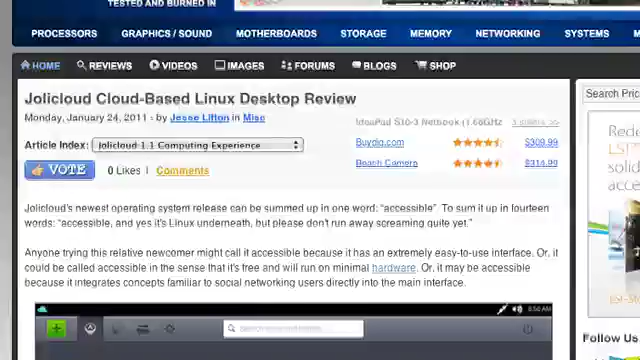 TESTED AND BURNED IN
PROCESSORS GRAPHICS / SOUND MOTHERBOARDS STORAGE MEMORY NETWORKING SYSTEMS
HOME REVIEWS VIDEOS IMAGES FORUMS BLOGS SHOP
Jolicloud Cloud-Based Linux Desktop Review
Monday, January 24, 2011 - by Jesse Litton in Misc
IdeaPad S10-3 Netbook (1.66GHz
Article Index: Jolicloud 1.1 Computing Experience
Buydig.com $309.99
Beach Camera $314.99
VOTE 0 Likes | Comments
Search Price
Jolicloud's newest operating system release can be summed up in one word: "accessible". To sum it up in fourteen
words: "accessible, and yes it's Linux underneath, but please don't run away screaming quite yet."
Anyone trying this relative newcomer might call it accessible because it has an extremely easy-to-use interface. Or, it
could be called accessible in the sense that it's free and will run on minimal hardware. Or, it may be accessible
because it integrates concepts familiar to social networking users directly into the main interface.
8:50 AM
Follow Us